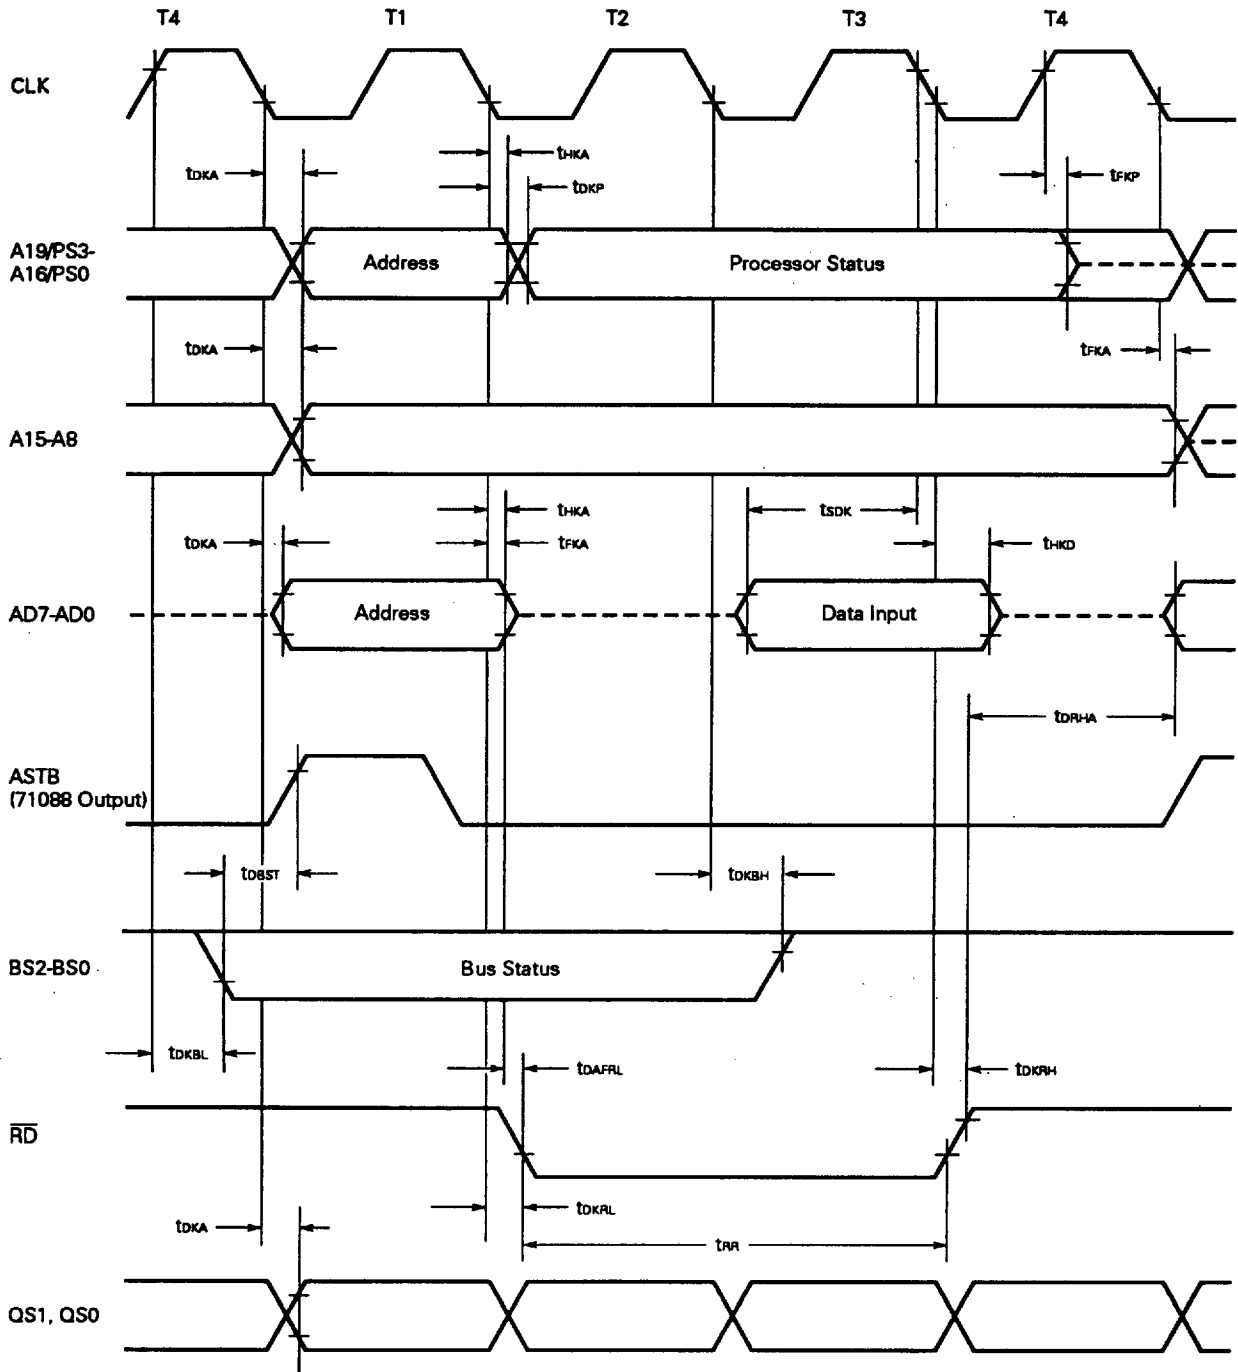 T4 T1 T2 T3 T4
CLK
tHKA
tDKA
tDKP
tFKP
A19/PS3-
A16/PS0
Address
Processor Status
tDKA
tFKA
A15-A8
tHKA
tSDK
tDKA
tFKA
tHKD
AD7-AD0
Address
Data Input
tDRHA
ASTB
(71088 Output)
tDBST
tDKBH
BS2-BS0
Bus Status
tDKBL
tDAFRL
tDKRH
RD
tDKRL
tDKA
tRR
QS1, QS0